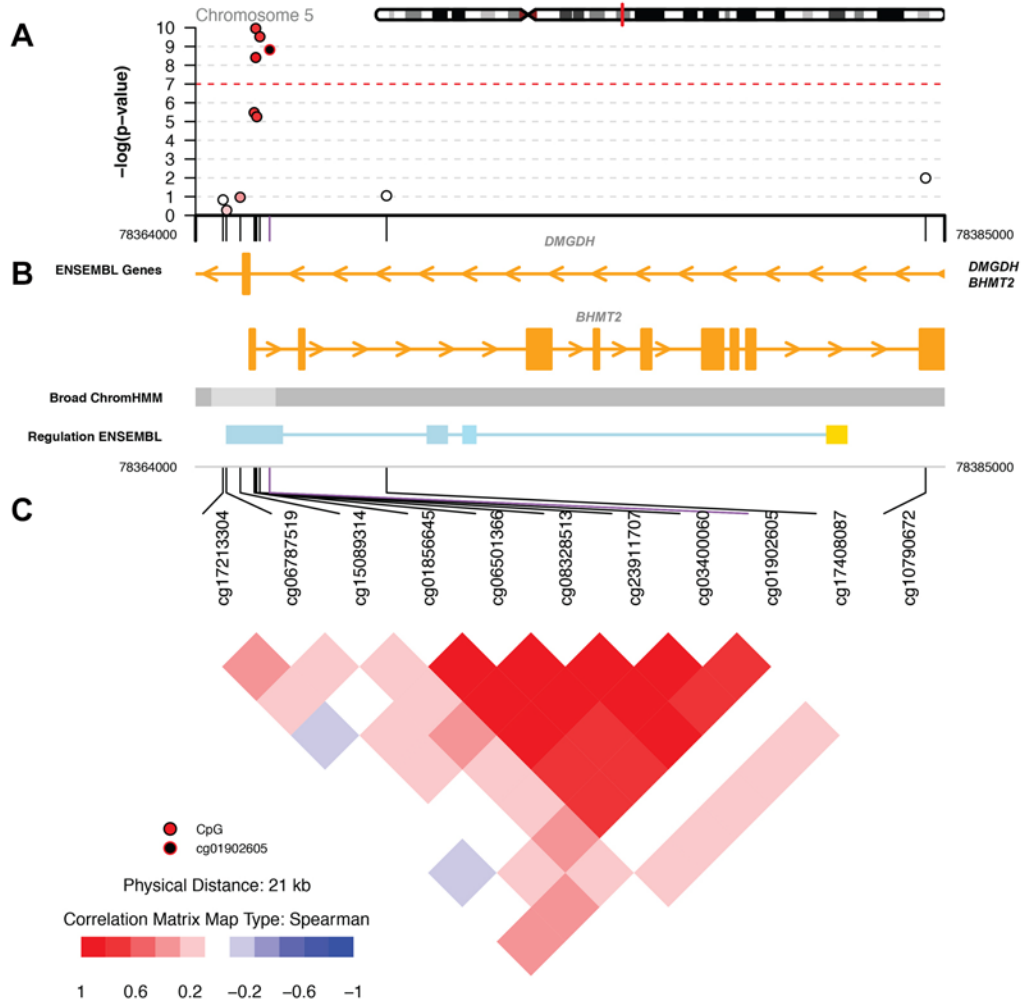 A
Chromosome 5
-log(p-value)
10
9
8
7
6
5
4
3
2
1
0
78364000
78385000
DMGDH
B
ENSEMBL Genes
DMGDH
BHMT2
BHMT2
Broad ChromHMM
Regulation ENSEMBL
78364000
78385000
C
cg17213304
cg06787519
cg15089314
cg01856645
cg06501366
cg08328513
cg23911707
cg03400060
cg01902605
cg17408087
cg10790672
CpG
cg01902605
Physical Distance: 21 kb
Correlation Matrix Map Type: Spearman
1 0.6 0.2 -0.2 -0.6 -1